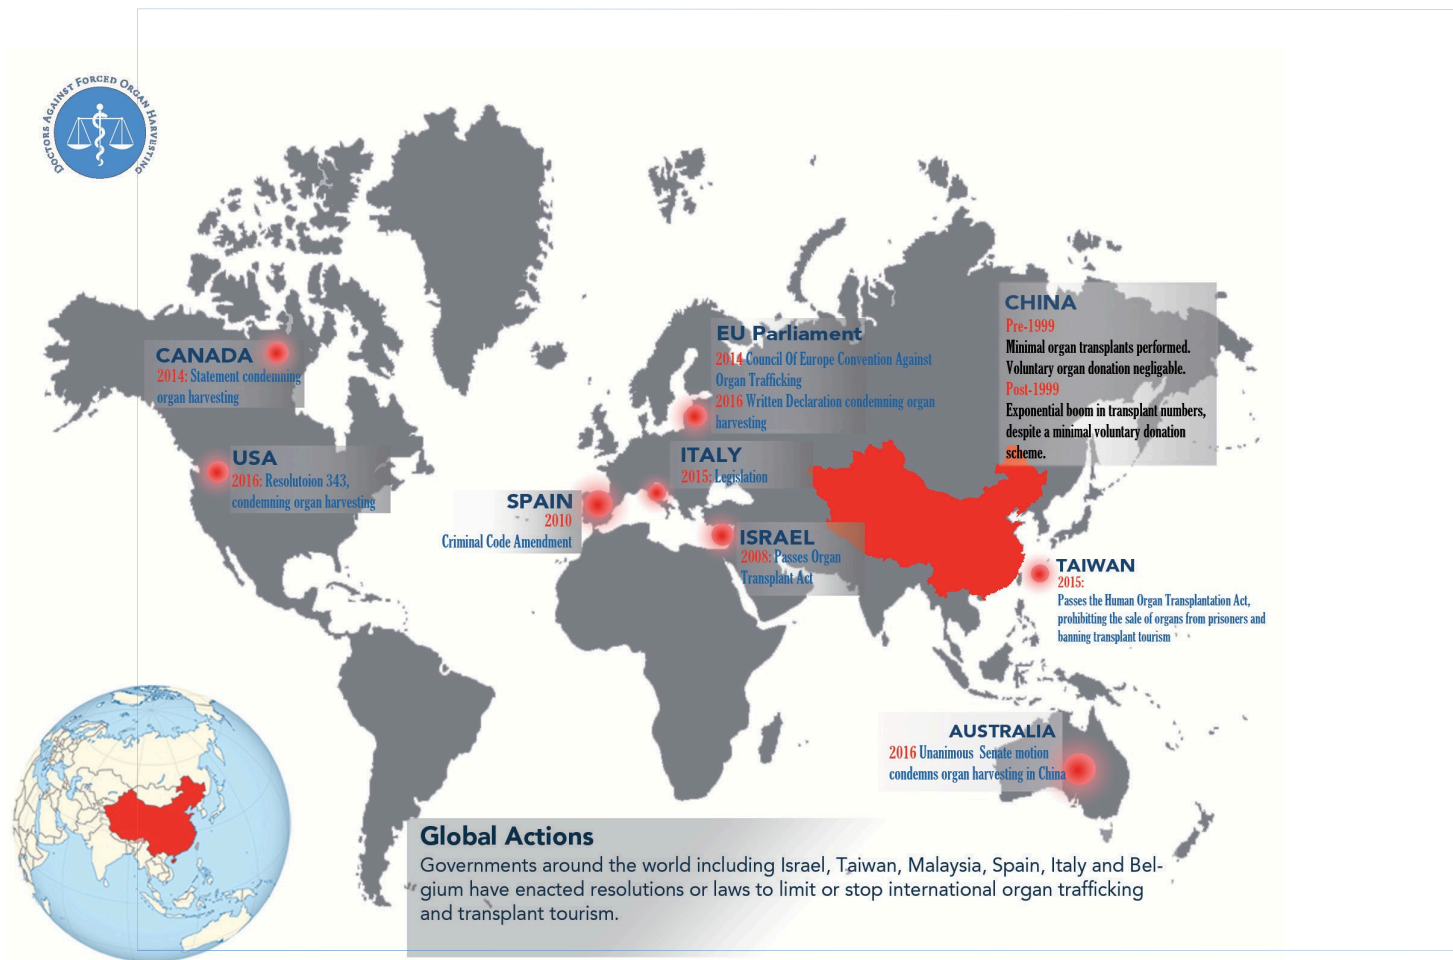 DOCTORS AGAINST FORCED ORGAN HARVESTING
CANADA
2014: Statement condemning
organ harvesting
USA
2016: Resolutoion 343,
condemning organ harvesting
EU Parliament
2014 Council Of Europe Convention Against
Organ Trafficking
2016 Written Declaration condemning organ
harvesting
ITALY
2015: Legislation
SPAIN
2010
Criminal Code Amendment
ISRAEL
2008: Passes Organ
Transplant Act
CHINA
Pre-1999
Minimal organ transplants performed.
Voluntary organ donation negligable.
Post-1999
Exponential boom in transplant numbers,
despite a minimal voluntary donation
scheme.
TAIWAN
2015:
Passes the Human Organ Transplantation Act,
prohibitting the sale of organs from prisoners and
banning transplant tourism
AUSTRALIA
2016 Unanimous Senate motion
condemns organ harvesting in China
Global Actions
Governments around the world including Israel, Taiwan, Malaysia, Spain, Italy and Bel-
gium have enacted resolutions or laws to limit or stop international organ trafficking
and transplant tourism.